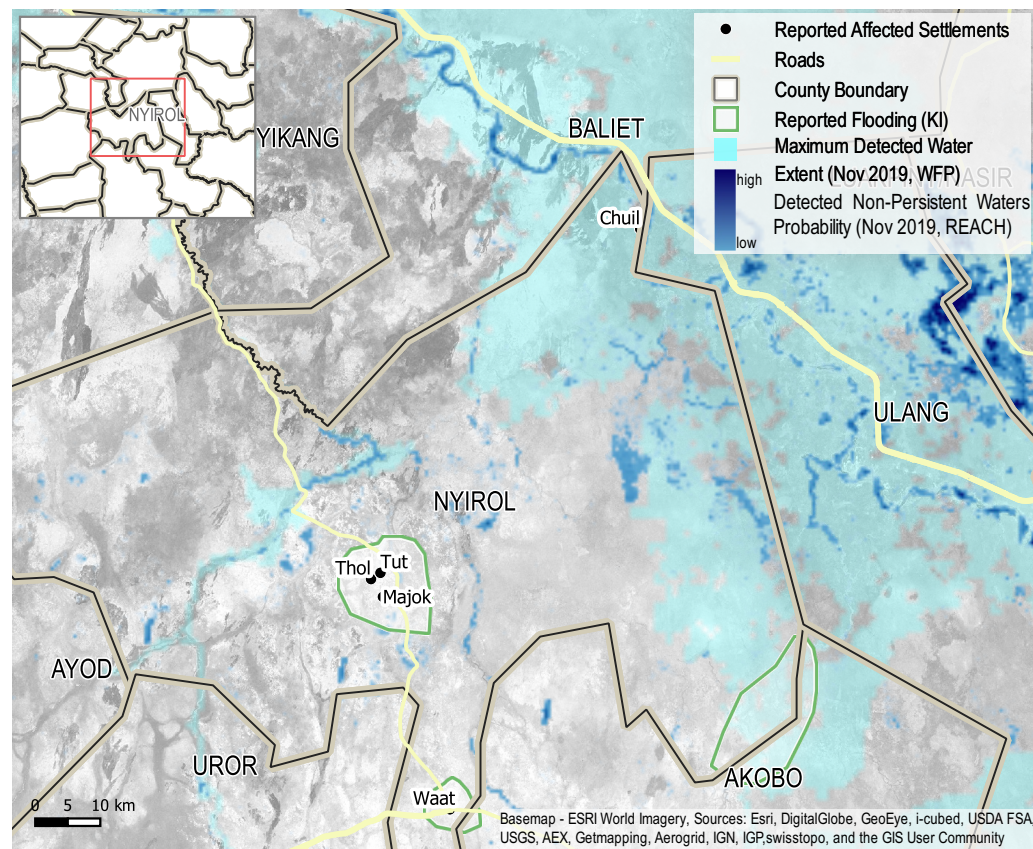 NYIROL
YIKANG
BALIET
Chuil
Reported Affected Settlements
Roads
County Boundary
Reported Flooding (KI)
Maximum Detected Water
Extent (Nov 2019, WFP)
high
low
Detected Non-Persistent Waters
Probability (Nov 2019, REACH)
ULANG
NYIROL
Thol
Tut
Majok
AYOD
UROR
AKOBO
Waat
0 5 10 km
Basemap - ESRI World Imagery, Sources: Esri, DigitalGlobe, GeoEye, i-cubed, USDA FSA,
USGS, AEX, Getmapping, Aerogrid, IGN, IGP,swisstopo, and the GIS User Community